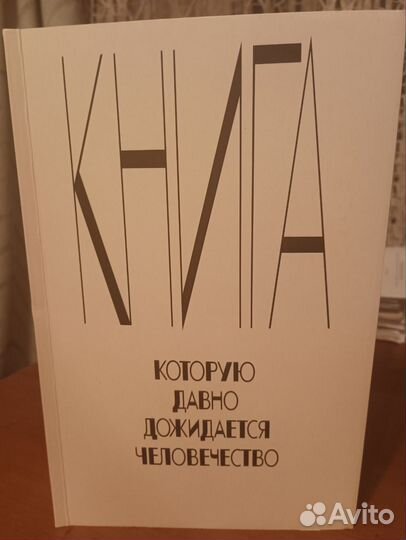 КНИГА
КОТОРУЮ
ДАВНО
ДОЖИДАЕТСЯ
ЧЕЛОВЕЧЕСТВО
Avito